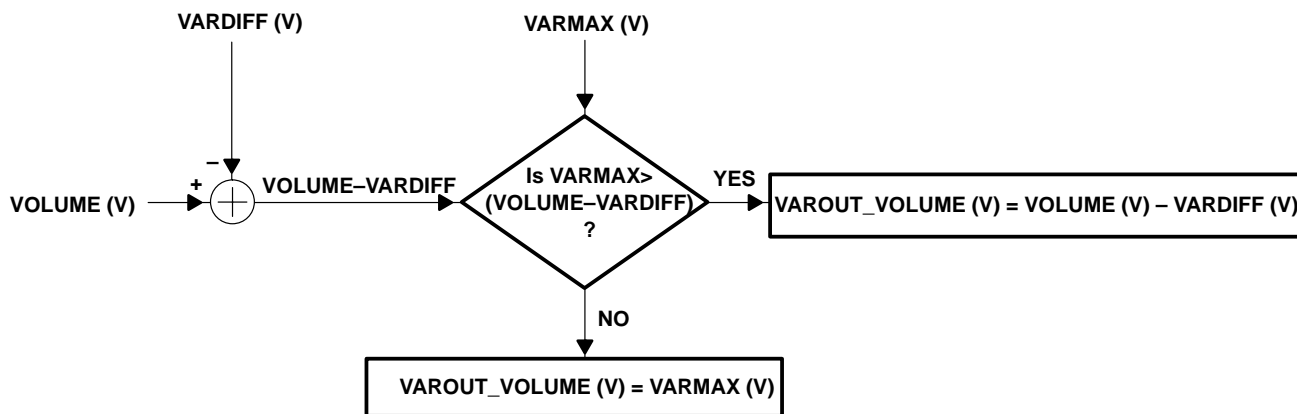 VARDIFF (V)
VARMAX (V)
–
+
VOLUME (V)
VOLUME–VARDIFF
Is VARMAX>
(VOLUME–VARDIFF)
?
YES
VAROUT_VOLUME (V) = VOLUME (V) – VARDIFF (V)
NO
VAROUT_VOLUME (V) = VARMAX (V)